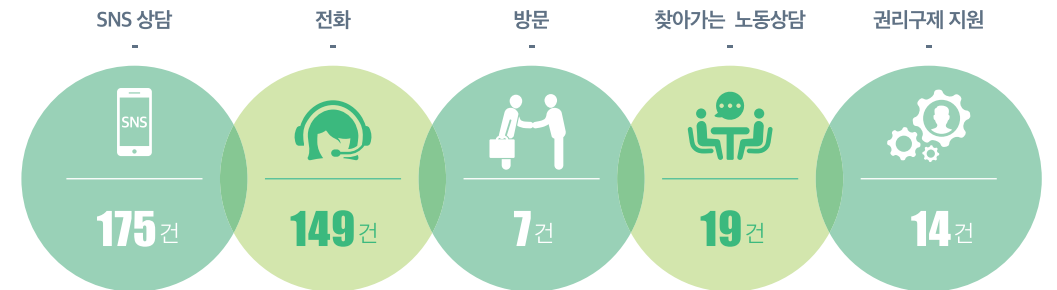 SNS 상담
-
전화
-
방문
-
찾아가는 노동상담
-
권리구제 지원
-
SNS
175건
149건
7건
19건
14건